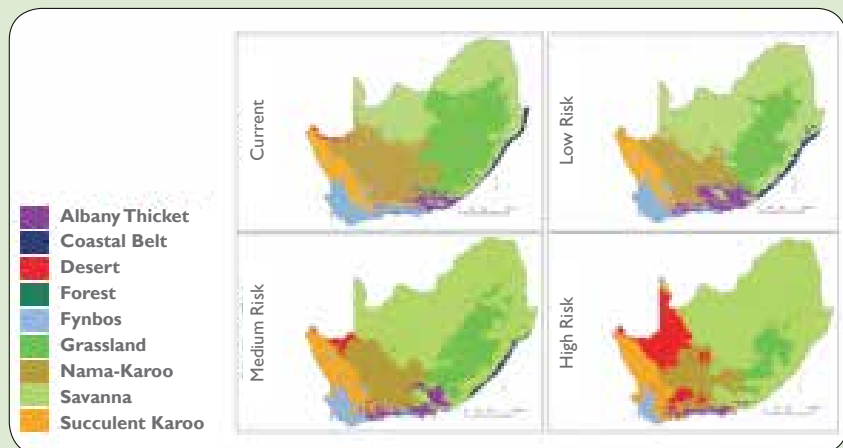 Current
Low Risk
Albany Thicket
Coastal Belt
Desert
Forest
Fynbos
Grassland
Nama-Karoo
Savanna
Succulent Karoo
Medium Risk
High Risk